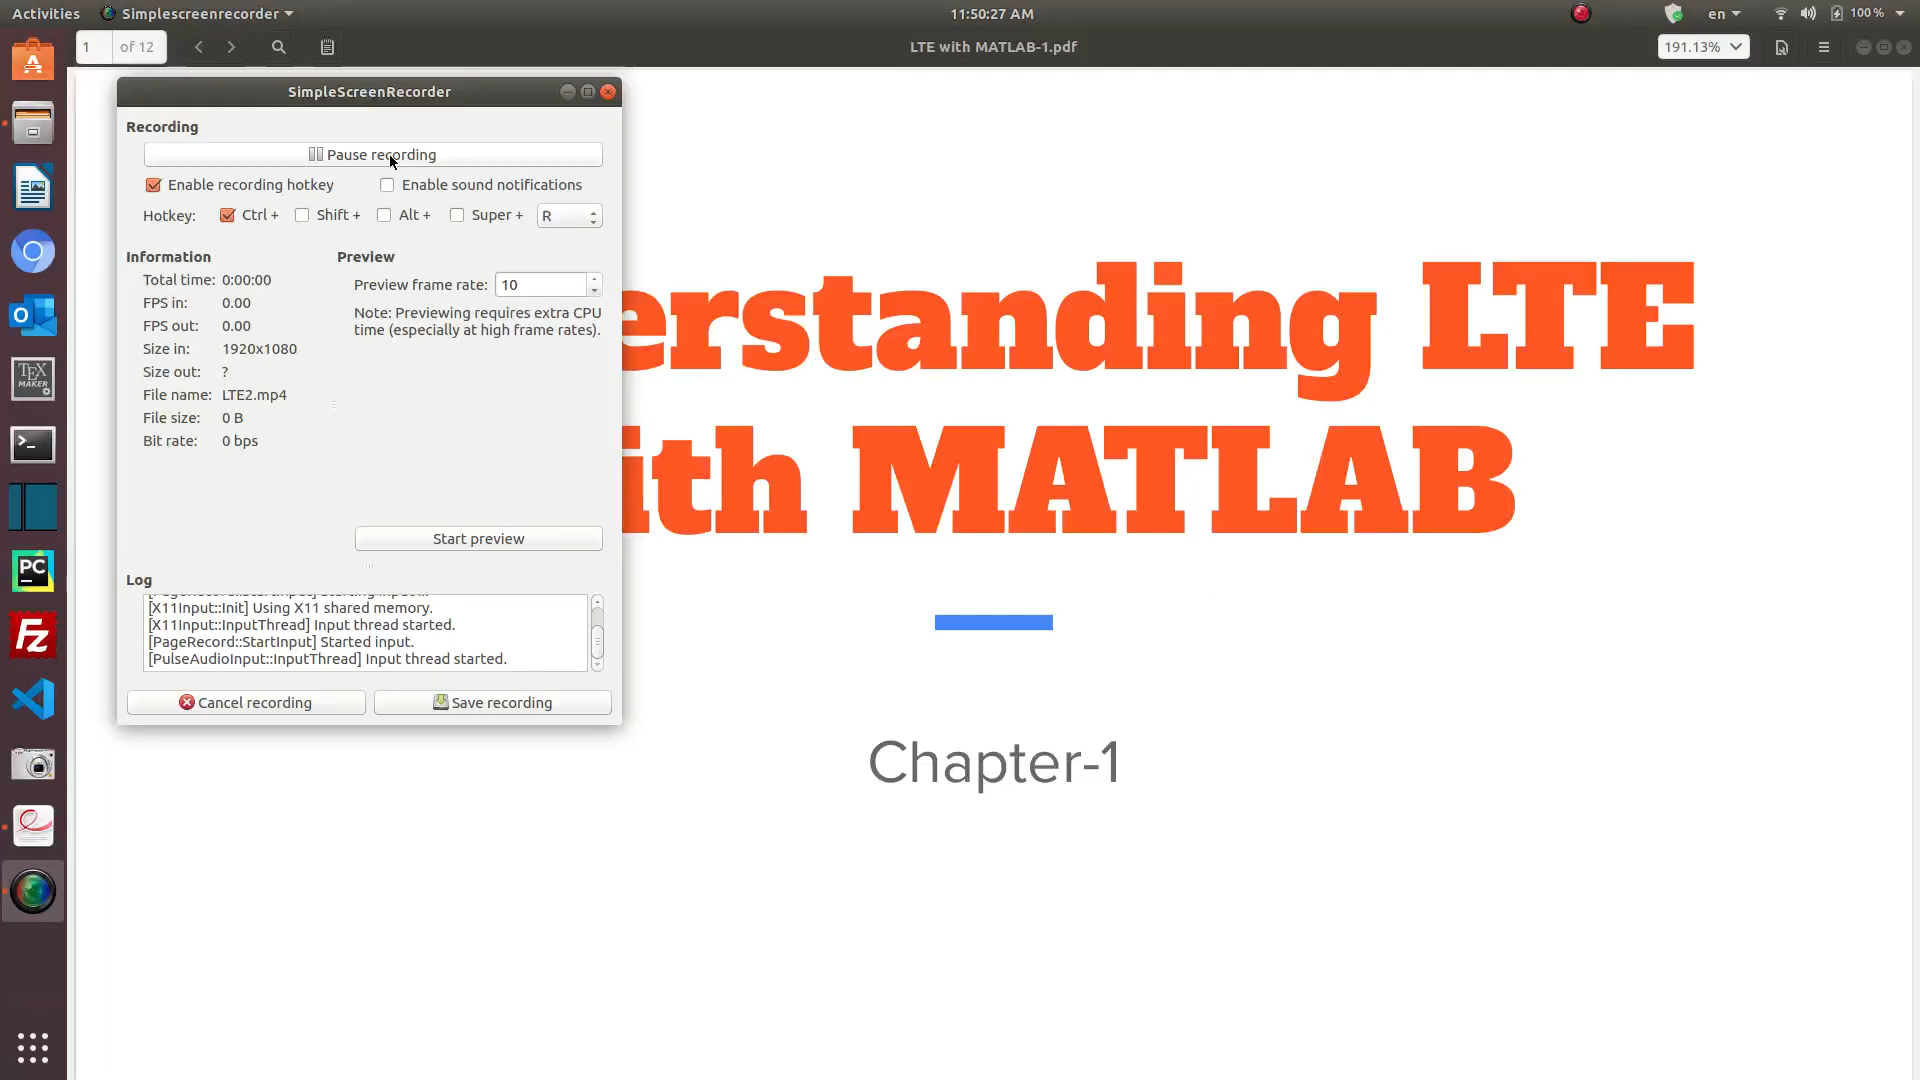 Activities
Simplescreenrecorder
11:50:27 AM
en
100 %
1
of 12
LTE with MATLAB-1.pdf
191.13%
SimpleScreenRecorder
Recording
Pause recording
Enable recording hotkey
Enable sound notifications
Hotkey:
Ctrl +
Shift +
Alt +
Super +
R
Information
Total time: 0:00:00
FPS in: 0.00
FPS out: 0.00
Size in: 1920x1080
Size out: ?
File name: LTE2.mp4
File size: 0 B
Bit rate: 0 bps
Preview
Preview frame rate: 10
Note: Previewing requires extra CPU
time (especially at high frame rates).
Start preview
Log
[X11Input::Init] Using X11 shared memory.
[X11Input::InputThread] Input thread started.
[PageRecord::StartInput] Started input.
[PulseAudioInput::InputThread] Input thread started.
Cancel recording
Save recording
erstanding LTE
ith MATLAB
Chapter-1
TEX
MAKER
PC
Fz